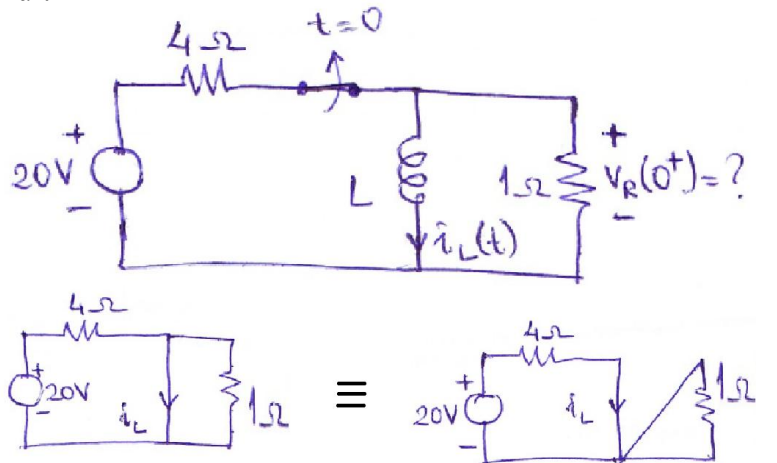 t=0
4Ω
+
20V
-
L
i_L(t)
1Ω
+
V_R(0⁺)=?
-
4Ω
+
20V
-
i_L
1Ω
≡
4Ω
+
20V
-
i_L
1Ω